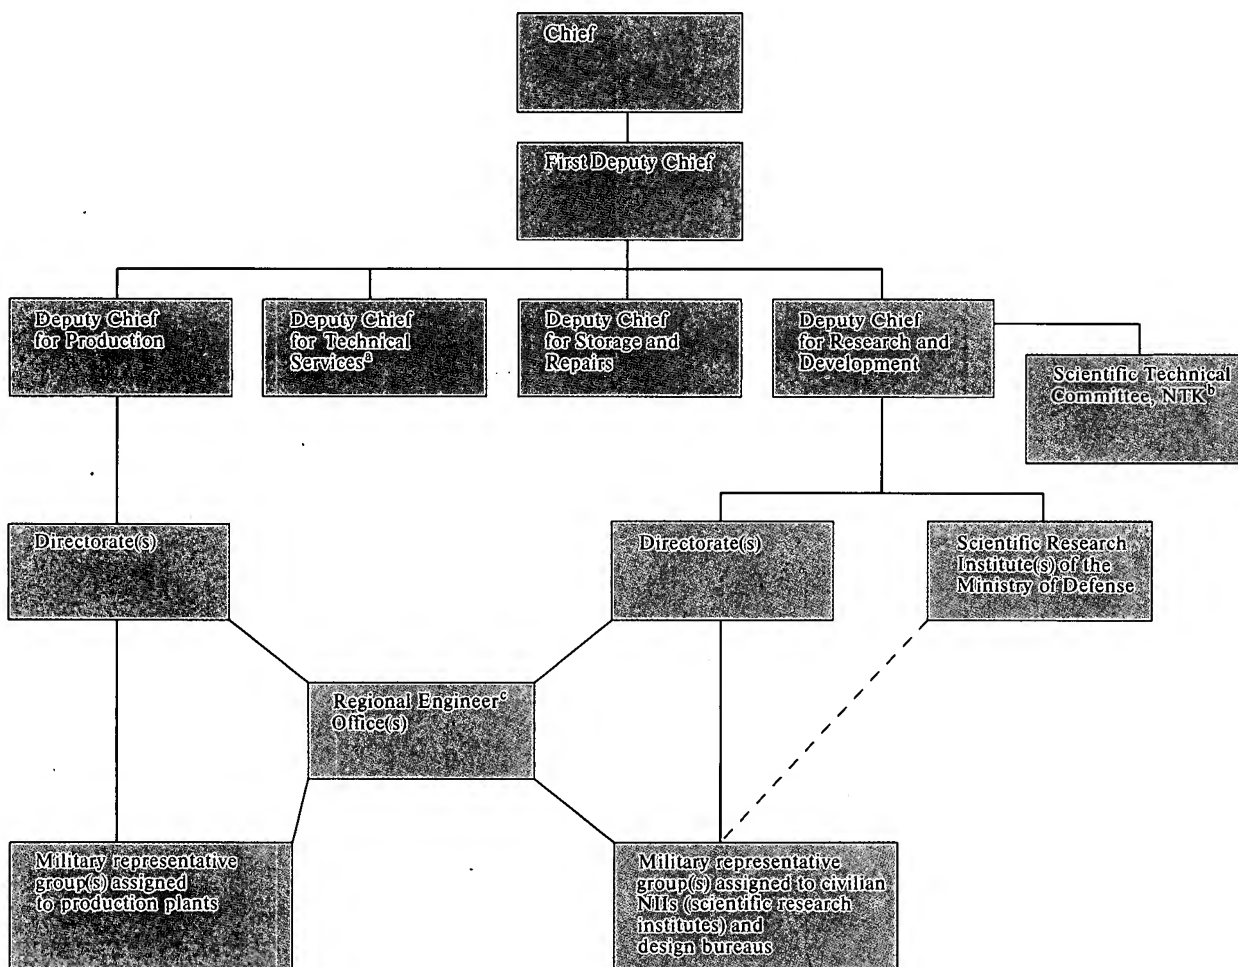 Chief
First Deputy Chief
Deputy Chief
for Production
Deputy Chief
for Technical
Services^a
Deputy Chief
for Storage and
Repairs
Deputy Chief
for Research and
Development
Scientific Technical
Committee, NTK^b
Directorate(s)
Directorate(s)
Scientific Research
Institute(s) of the
Ministry of Defense
Regional Engineer^c
Office(s)
Military representative
group(s) assigned
to production plants
Military representative
group(s) assigned to civilian
NIIs (scientific research
institutes) and
design bureaus